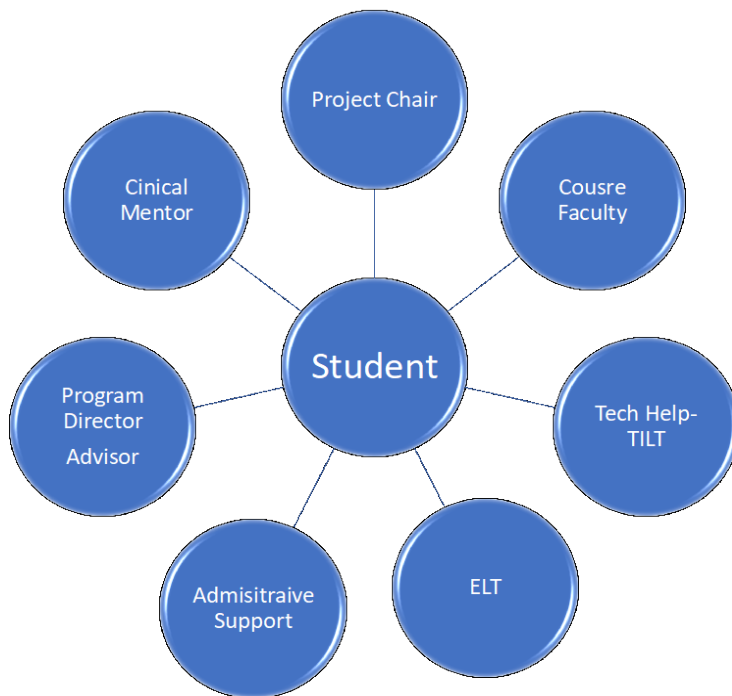 Project Chair
Cinical
Mentor
Cousre
Faculty
Student
Program
Director
Advisor
Tech Help-
TILT
Admisitraive
Support
ELT